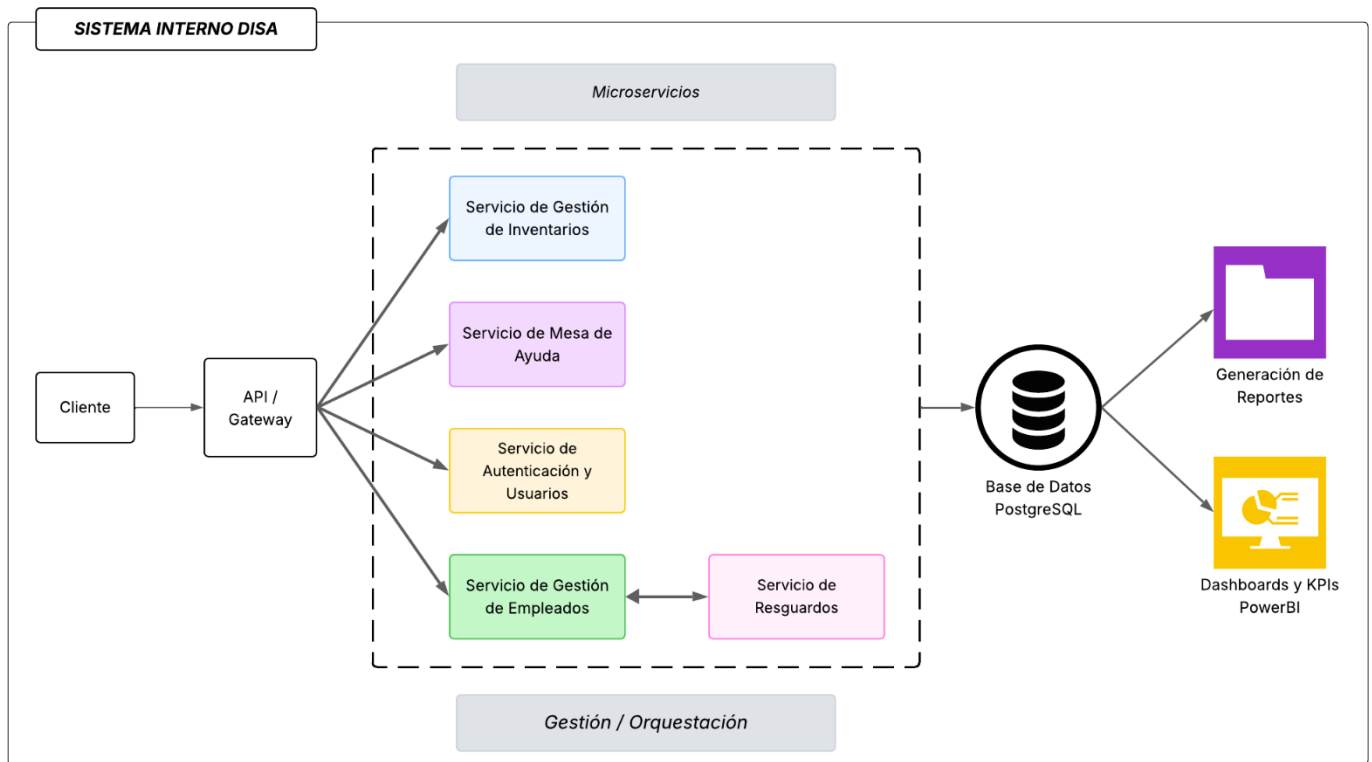 SISTEMA INTERNO DISA
Microservicios
Servicio de Gestión
de Inventarios
Servicio de Mesa de
Ayuda
Cliente
API /
Gateway
Servicio de
Autenticación y
Usuarios
Servicio de Gestión
de Empleados
Servicio de
Resguardos
Base de Datos
PostgreSQL
Generación de
Reportes
Dashboards y KPIs
PowerBI
Gestión / Orquestación